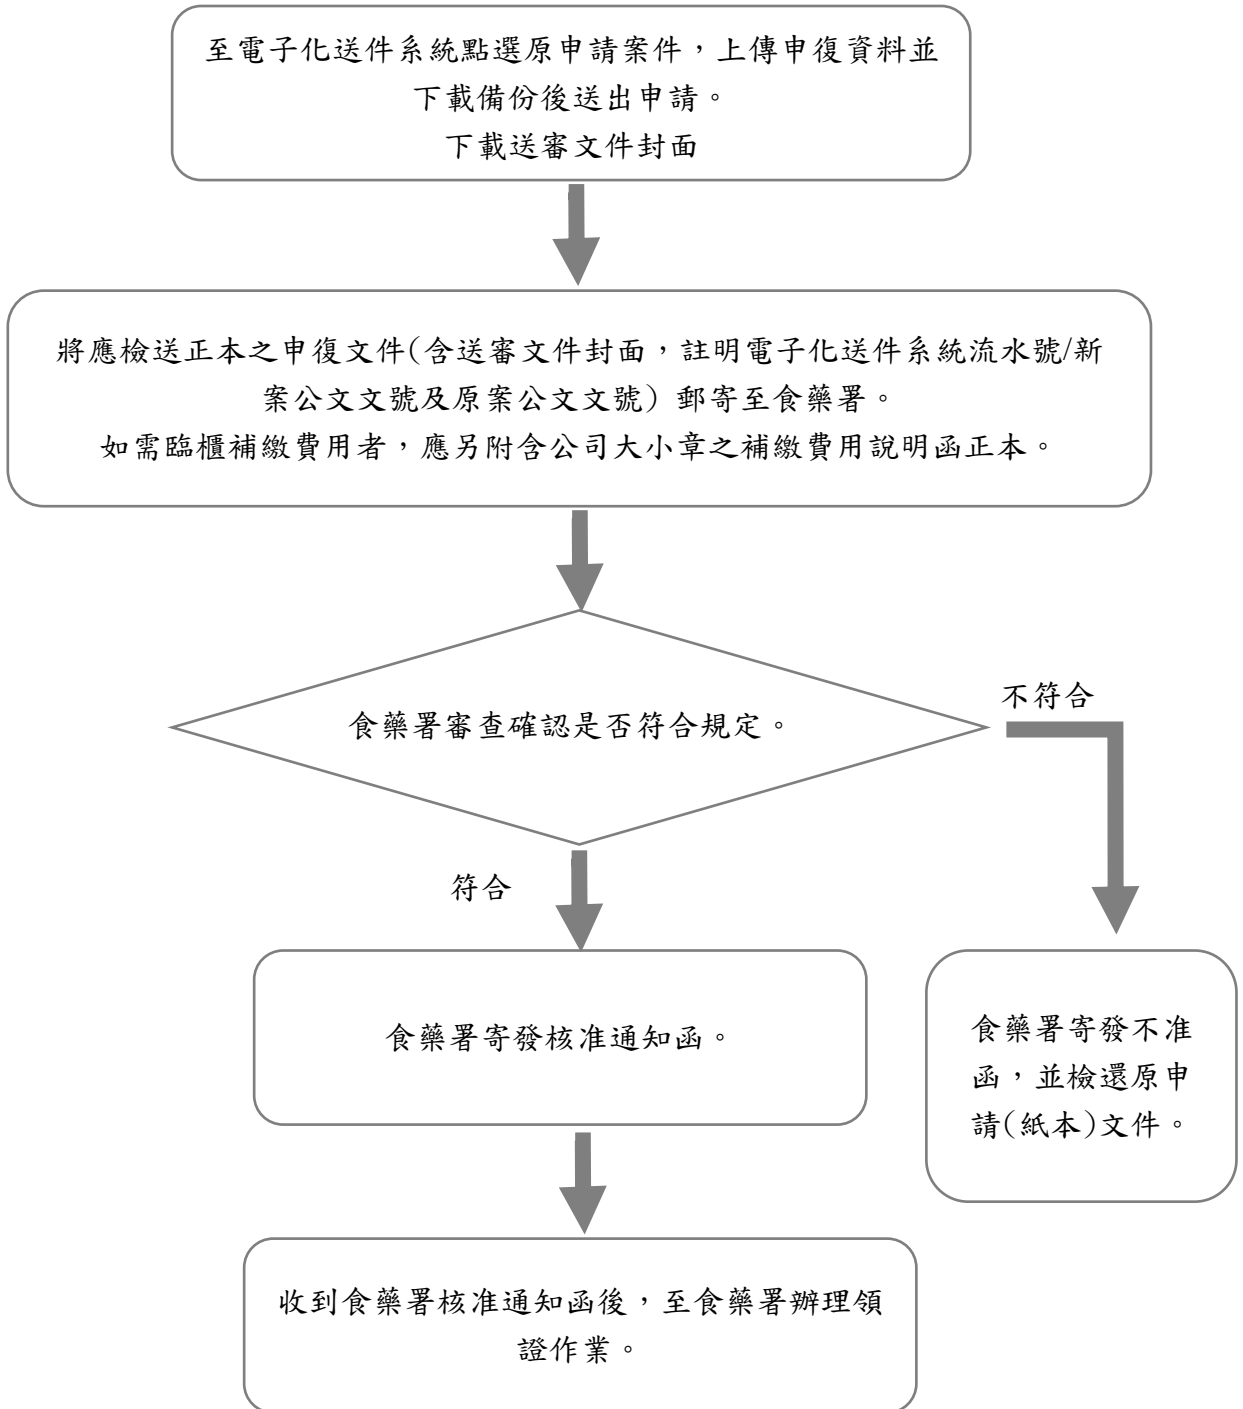 至電子化送件系統點選原申請案件，上傳申復資料並
下載備份後送出申請。
下載送審文件封面
將應檢送正本之申復文件(含送審文件封面，註明電子化送件系統流水號/新
案公文文號及原案公文文號) 郵寄至食藥署。
如需臨櫃補繳費用者，應另附含公司大小章之補繳費用說明函正本。
食藥署審查確認是否符合規定。
不符合
符合
食藥署寄發核准通知函。
食藥署寄發不准
函，並檢還原申
請(紙本)文件。
收到食藥署核准通知函後，至食藥署辦理領
證作業。